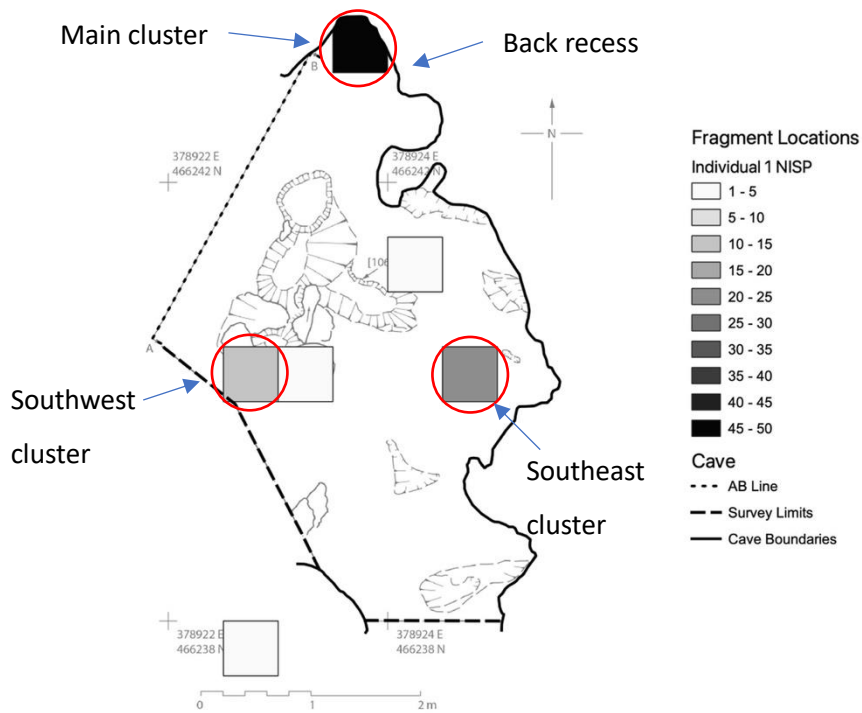 Main cluster
Back recess
B
N
378922 E
466242 N
378924 E
466242 N
[106
A
Southwest
cluster
Southeast
cluster
378922 E
466238 N
378924 E
466238 N
0
1
2 m
Fragment Locations
Individual 1 NISP
1 - 5
5 - 10
10 - 15
15 - 20
20 - 25
25 - 30
30 - 35
35 - 40
40 - 45
45 - 50
Cave
AB Line
Survey Limits
Cave Boundaries